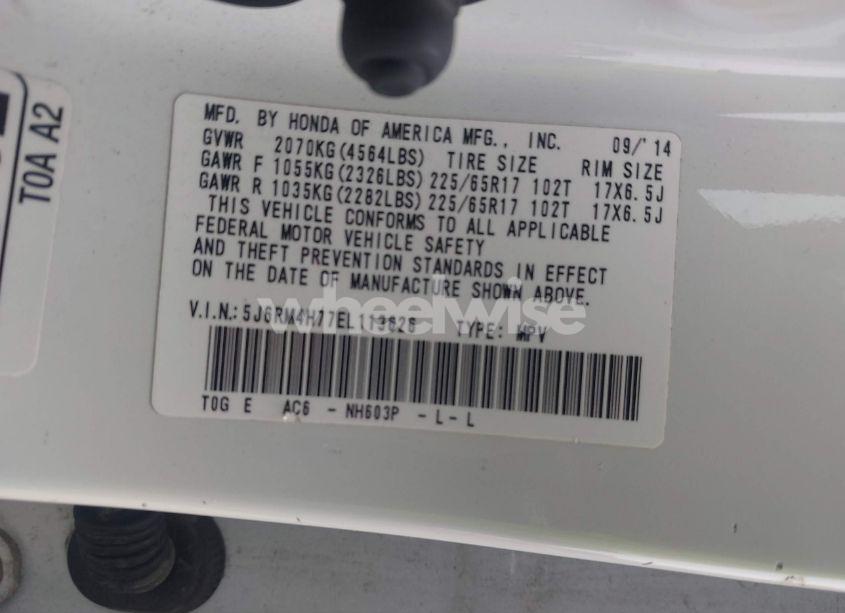 TOA A2
MFD. BY HONDA OF AMERICA MFG., INC. 09/'14
GVWR 2070KG(4564LBS) TIRE SIZE RIM SIZE
GAWR F 1055KG(2326LBS) 225/65R17 102T 17X6.5J
GAWR R 1035KG(2282LBS) 225/65R17 102T 17X6.5J
THIS VEHICLE CONFORMS TO ALL APPLICABLE
FEDERAL MOTOR VEHICLE SAFETY
AND THEFT PREVENTION STANDARDS IN EFFECT
ON THE DATE OF MANUFACTURE SHOWN ABOVE.
V.I.N.: 5J6RM4H77EL113626 TYPE: MPV
wheelwise
T0G E AC6 - NH603P - L- L